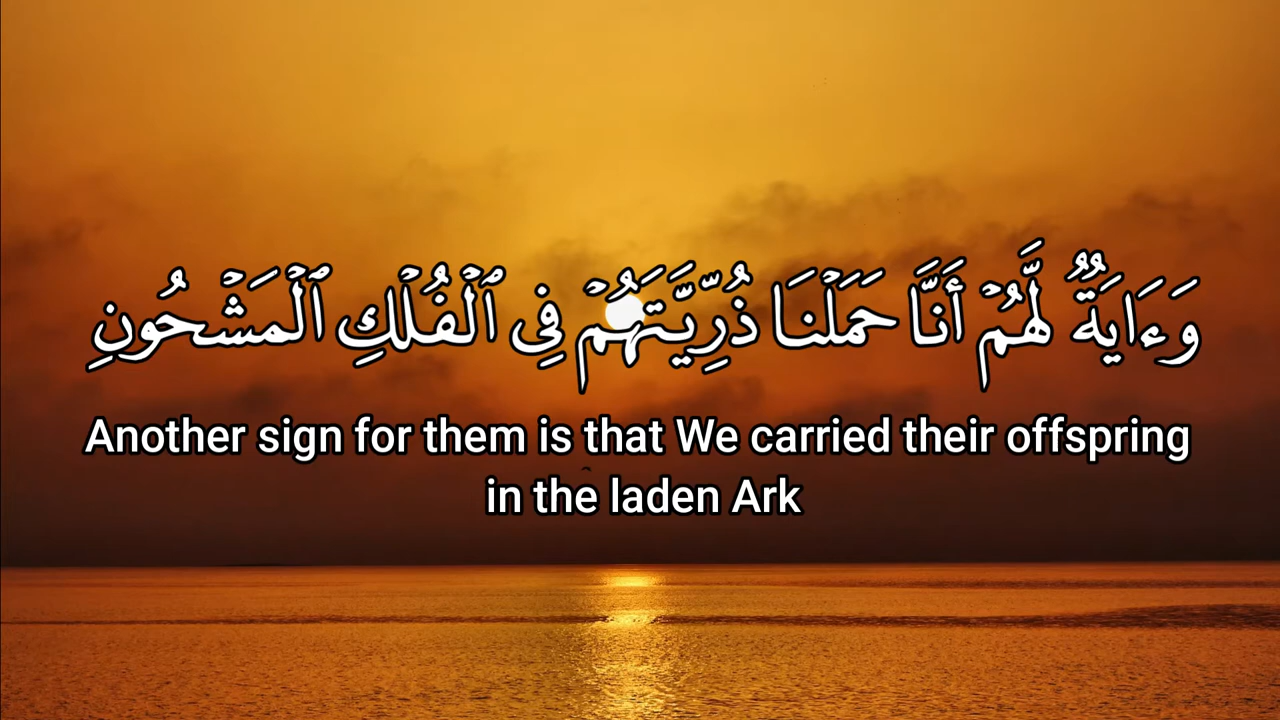 وَءَايَةٌ لَّهُمْ أَنَّا حَمَلْنَا ذُرِّيَّتَهُمْ فِى ٱلْفُلْكِ ٱلْمَشْحُونِ
Another sign for them is that We carried their offspring
in the laden Ark